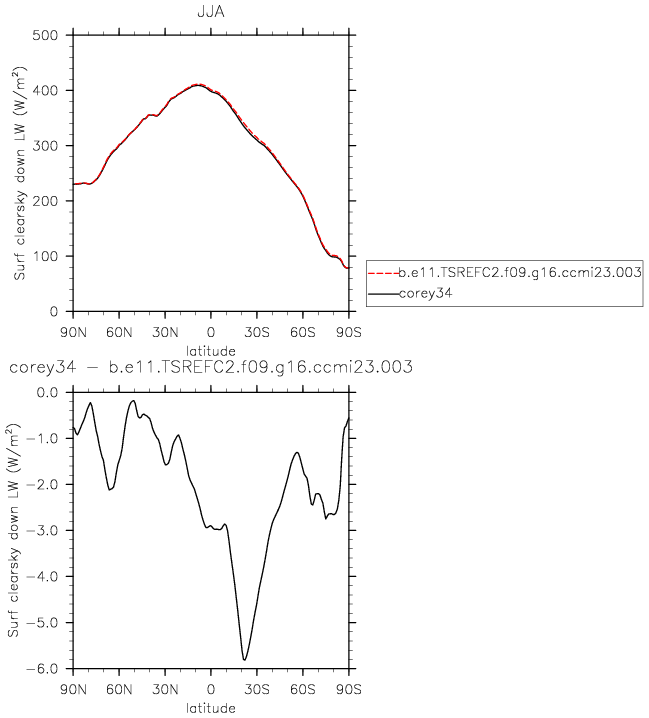 JJA
Surf clearsky down LW (W/m²)
500
400
300
200
100
0
90N 60N 30N 0 30S 60S 90S
latitude
b.e11.TSREFC2.f09.g16.ccmi23.003
corey34
corey34 − b.e11.TSREFC2.f09.g16.ccmi23.003
Surf clearsky down LW (W/m²)
0.0
−1.0
−2.0
−3.0
−4.0
−5.0
−6.0
90N 60N 30N 0 30S 60S 90S
latitude